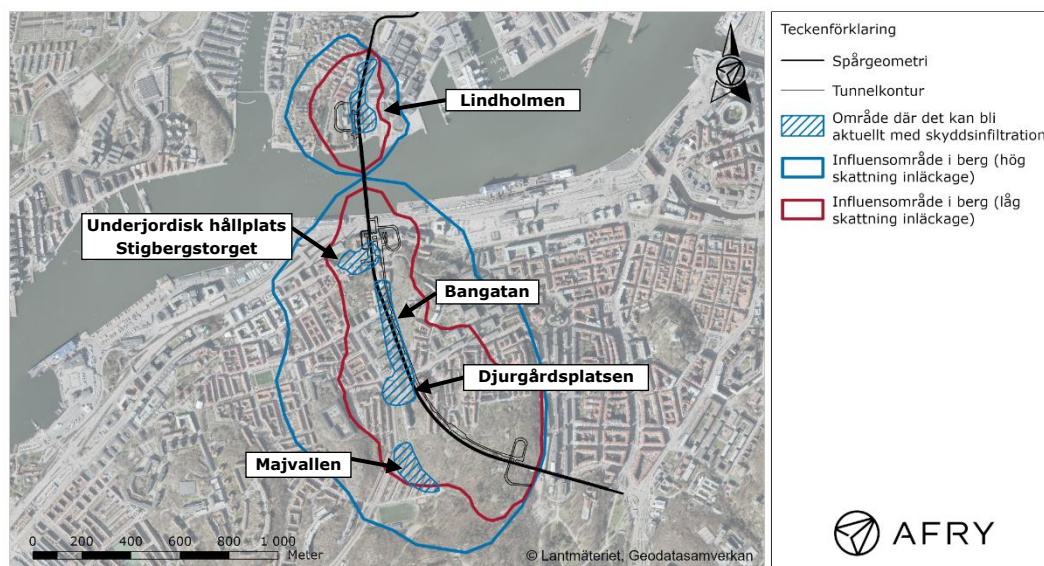 Lindholmen
Underjordisk hållplats
Stigbergstorget
Bangatan
Djurgårdsplatsen
Majvallen
0 200 400 600 800 1 000
Meter
© Lantmäteriet, Geodatasamverkan
Teckenförklaring
Spårgeometri
Tunnelkontur
Område där det kan bli
aktuellt med skyddsinfiltration
Influensområde i berg (hög
skattning inläckage)
Influensområde i berg (låg
skattning inläckage)
AFRY